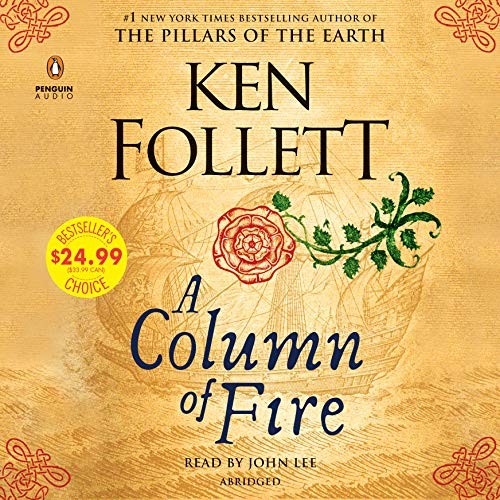 #1 NEW YORK TIMES BESTSELLING AUTHOR OF
THE PILLARS OF THE EARTH
PENGUIN
AUDIO
KEN
FOLLETT
BESTSELLER'S
$24.99
($33.99 CAN)
CHOICE
A
Column
of Fire
READ BY JOHN LEE
ABRIDGED